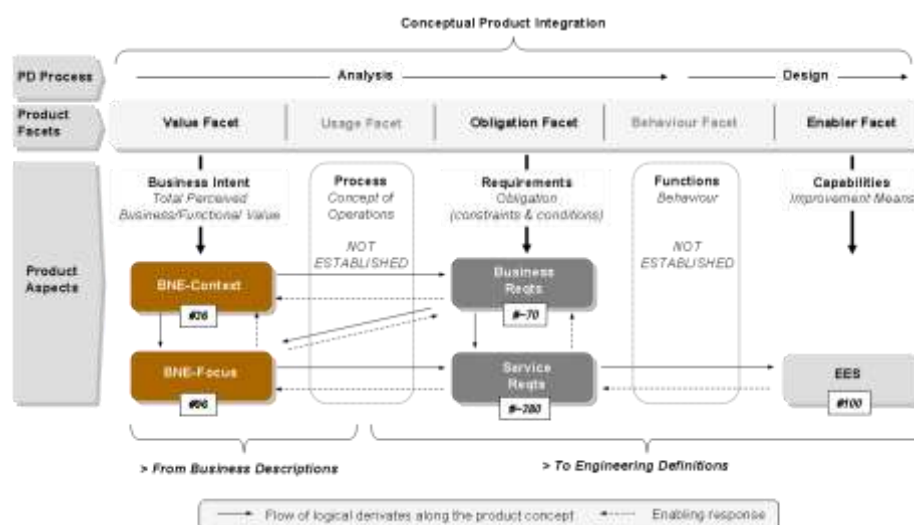 Conceptual Product Integration
PD Process
Analysis
Design
Product
Facets
Value Facet
Usage Facet
Obligation Facet
Behaviour Facet
Enabler Facet
Product
Aspects
Business Intent
Total Perceived
Business/Functional Value
Process
Concept of
Operations
NOT
ESTABLISHED
Requirements
Obligation
(constraints & conditions)
Functions
Behaviour
NOT
ESTABLISHED
Capabilities
Improvement Means
BNE-Context
Business
Reqts
#~70
BNE-Focus
Service
Reqts
#~380
EES
#100
> From Business Descriptions
> To Engineering Definitions
Flow of logical derivates along the product concept
Enabling response